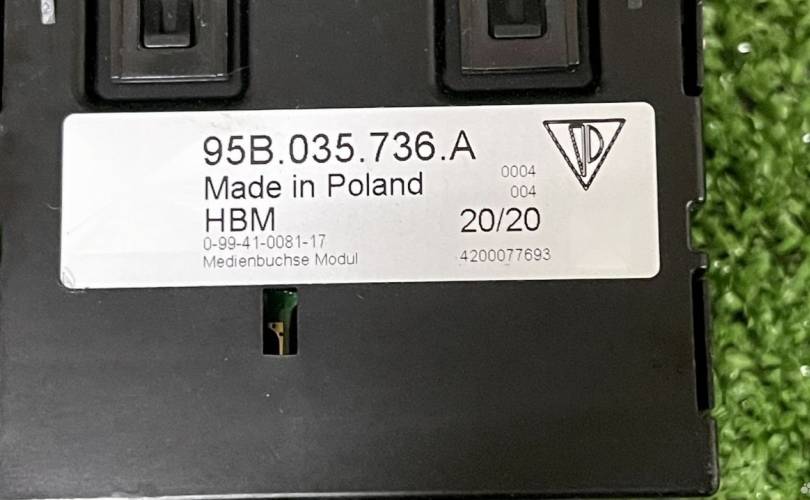 95B.035.736.A
Made in Poland
0004
004
HBM
20/20
0-99-41-0081-17
Medienbuchse Modul
4200077693